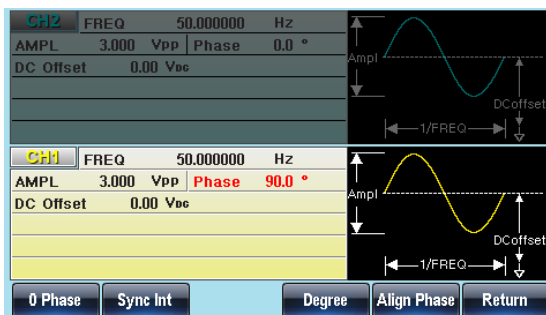 CH2 FREQ 50.000000 Hz
AMPL 3.000 Vpp Phase 0.0 °
DC Offset 0.00 VDC
Ampl
DCoffset
1/FREQ
CH1 FREQ 50.000000 Hz
AMPL 3.000 Vpp Phase 90.0 °
DC Offset 0.00 VDC
Ampl
DCoffset
1/FREQ
0 Phase Sync Int Degree Align Phase Return